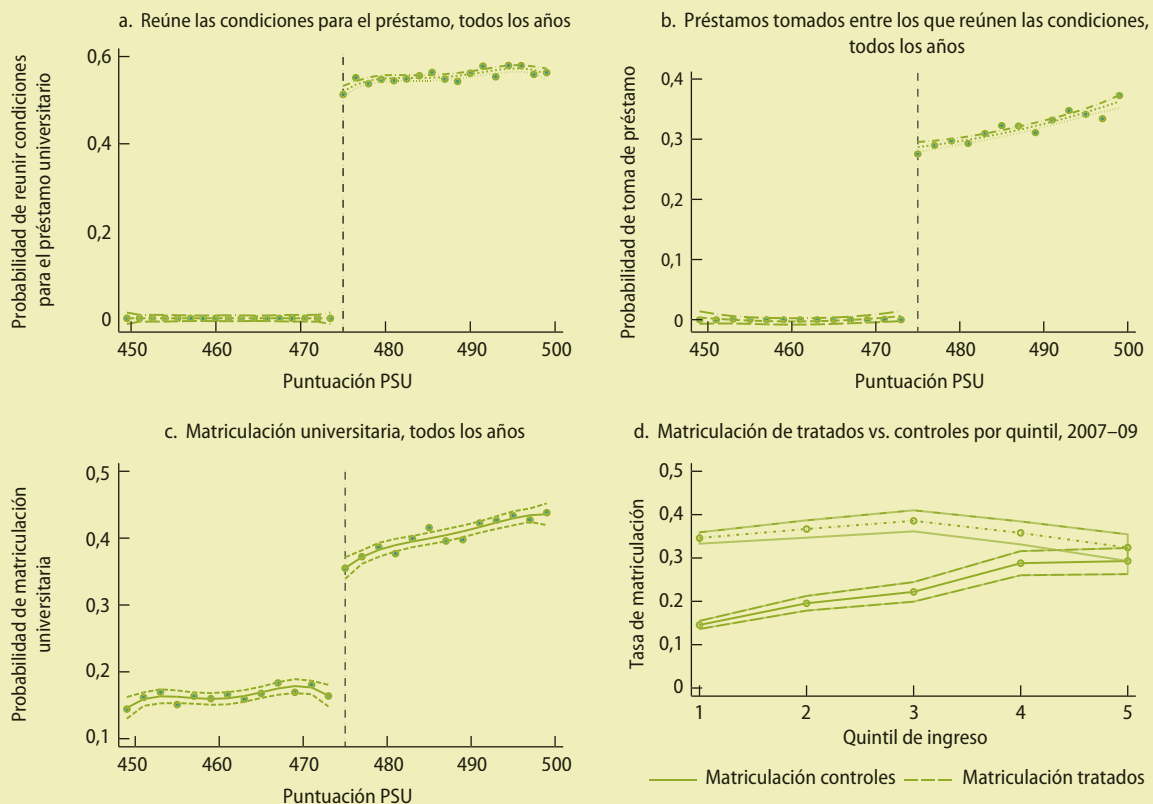 a. Reúne las condiciones para el préstamo, todos los años
Probabilidad de reunir condiciones
para el préstamo universitario
0,6
0,4
0,2
0
450 460 470 480 490 500
Puntuación PSU
b. Préstamos tomados entre los que reúnen las condiciones,
todos los años
Probabilidad de toma de préstamo
0,4
0,3
0,2
0,1
0
450 460 470 480 490 500
Puntuación PSU
c. Matriculación universitaria, todos los años
Probabilidad de matriculación
universitaria
0,5
0,4
0,3
0,2
0,1
450 460 470 480 490 500
Puntuación PSU
d. Matriculación de tratados vs. controles por quintil, 2007–09
Tasa de matriculación
0,5
0,4
0,3
0,2
0,1
0
1 2 3 4 5
Quintil de ingreso
Matriculación controles Matriculación tratados